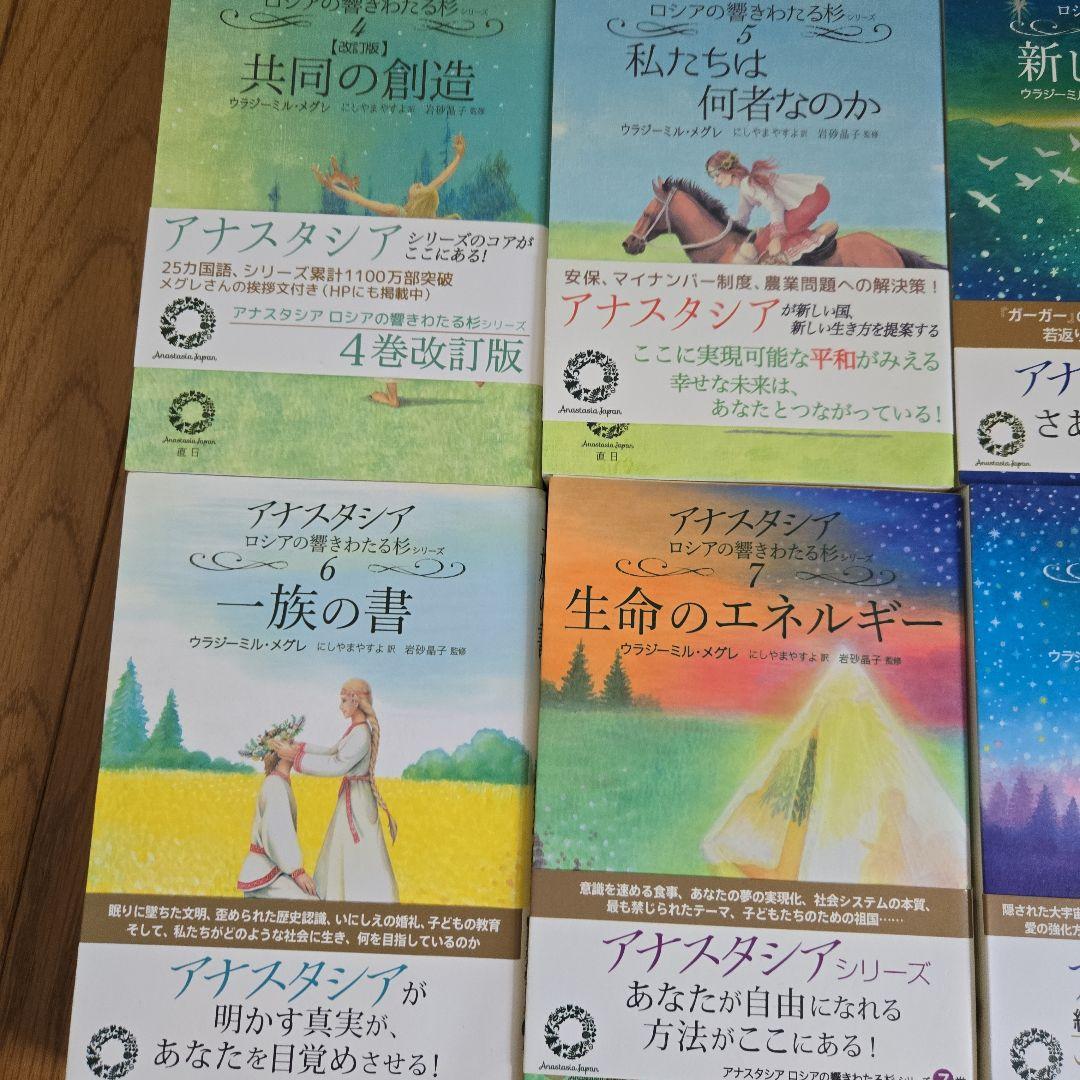 ロシアの響きわたる杉シリーズ
4
【改訂版】
共同の創造
ウラジーミル・メグレ にしやまやすよ訳 岩砂晶子 監修
アナスタシア シリーズのコアが
ここにある!
25カ国語、シリーズ累計1100万部突破
メグレさんの挨拶文付き(HPにも掲載中)
アナスタシア ロシアの響きわたる杉シリーズ
4巻改訂版
Anastasia Japan
Anastasia Japan
直日
ロシアの響きわたる杉シリーズ
5
私たちは
何者なのか
ウラジーミル・メグレ にしやまやすよ訳 岩砂晶子 監修
安保、マイナンバー制度、農業問題への解決策!
アナスタシアが新しい国、
新しい生き方を提案する
ここに実現可能な平和がみえる
幸せな未来は、
あなたとつながっている!
Anastasia Japan
Anastasia Japan
直日
ロシ
新し
ウラジーミ
『ガーガー』の
若返り
アナ
さあ
Anastasia Japan
アナスタシア
ロシアの響きわたる杉シリーズ
6
一族の書
ウラジーミル・メグレ にしやまやすよ 訳 岩砂晶子 監修
眠りに墜ちた文明、歪められた歴史認識、いにしえの婚礼、子どもの教育
そして、私たちがどのような社会に生き、何を目指しているのか
アナスタシアが
明かす真実が、
あなたを目覚めさせる!
アナスタシア
ロシアの響きわたる杉シリーズ
7
生命のエネルギー
ウラジーミル・メグレ にしやまやすよ 訳 岩砂晶子 監修
意識を速める食事、あなたの夢の実現化、社会システムの本質、
最も禁じられたテーマ、子どもたちのための祖国……
アナスタシアシリーズ
あなたが自由になれる
方法がここにある!
Anastasia Japan
アナスタシア ロシアの響きわたる杉シリーズ7
ウラ
隠された大宇宙
愛の強化方